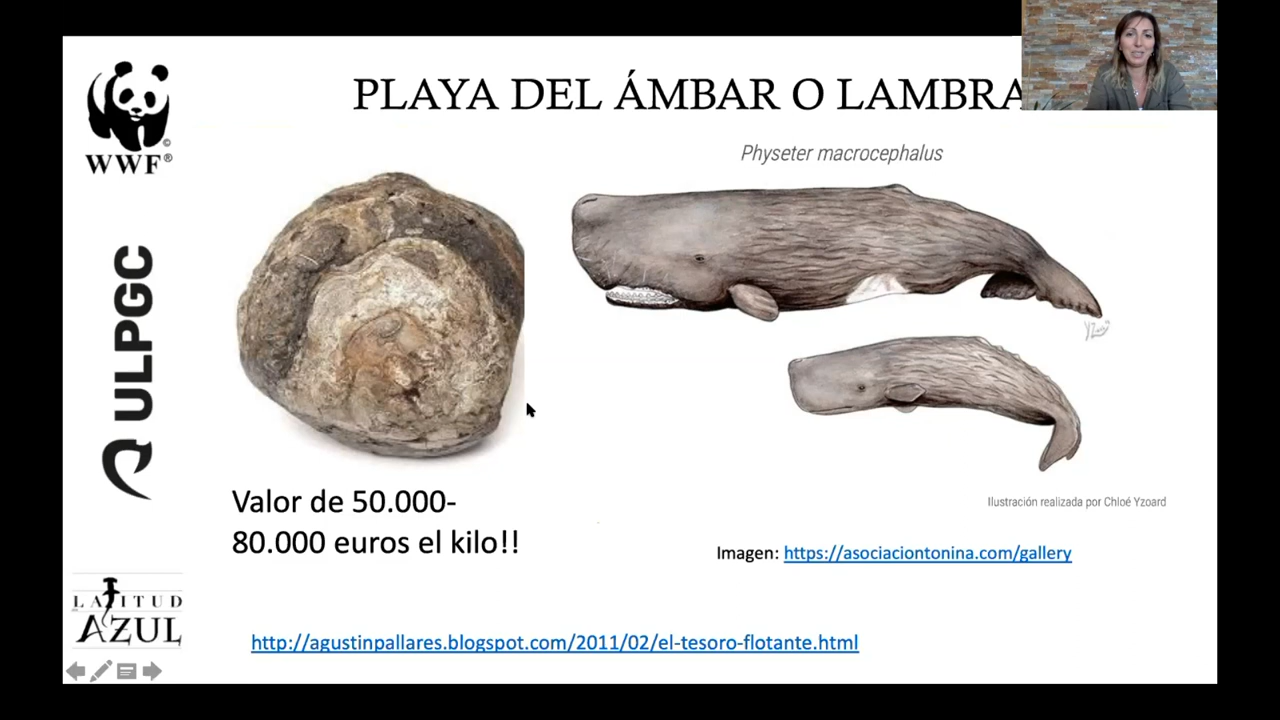 PLAYA DEL ÁMBAR O LAMBRA
Physeter macrocephalus
WWF®
ULPGC
Valor de 50.000-
80.000 euros el kilo!!
Ilustración realizada por Chloé Yzoard
Imagen: https://asociaciontonina.com/gallery
LATITUD
AZUL
http://agustinpallares.blogspot.com/2011/02/el-tesoro-flotante.html